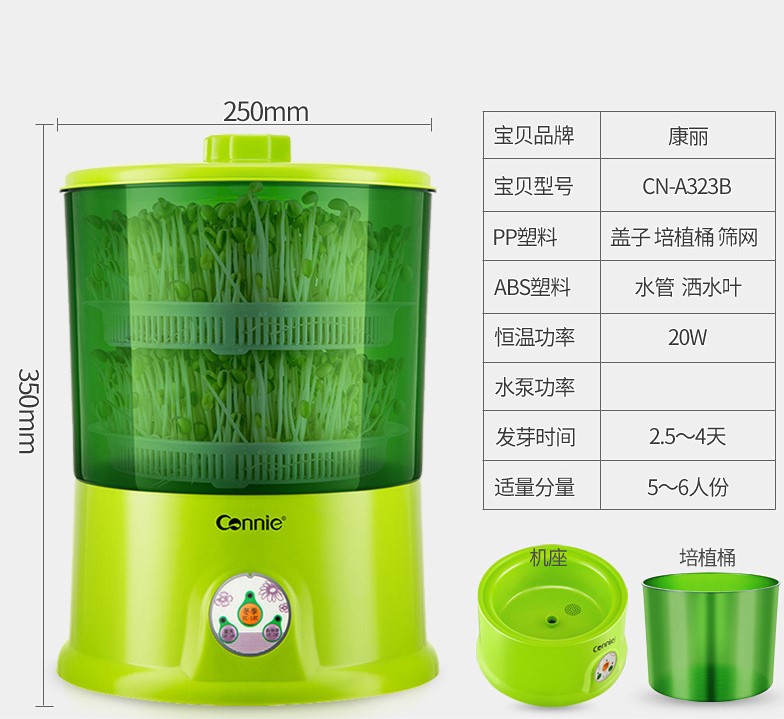 250mm
350mm
宝贝品牌 康丽
宝贝型号 CN-A323B
PP塑料 盖子 培植桶 筛网
ABS塑料 水管 洒水叶
恒温功率 20W
水泵功率
发芽时间 2.5～4天
适量分量 5～6人份
Connie®
冬季
机座
培植桶
Connie